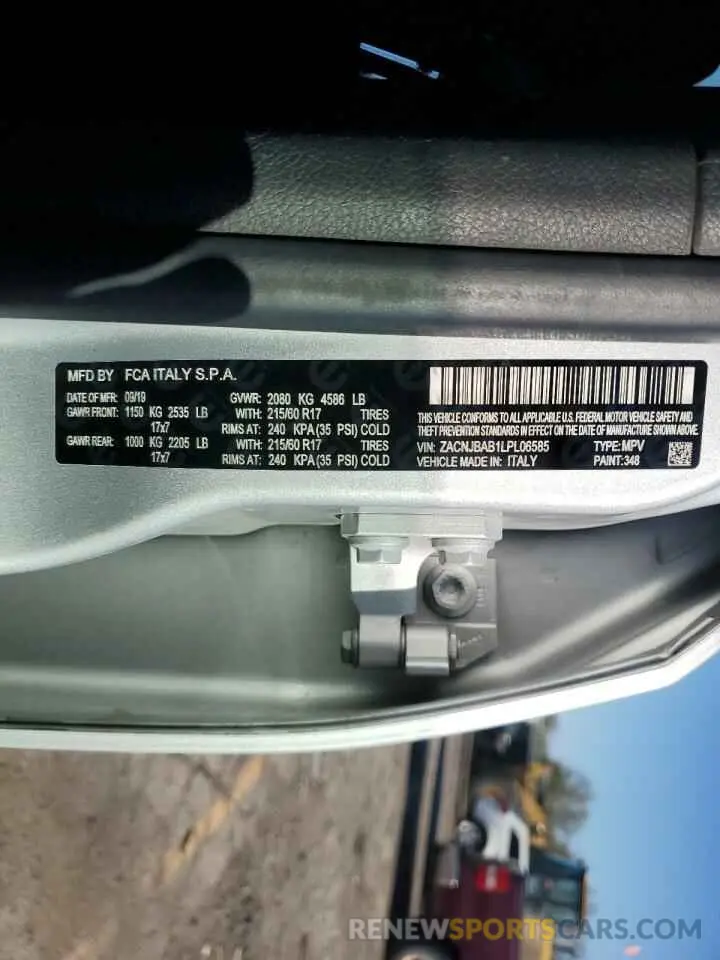 MFD BY FCA ITALY S.P.A.
DATE OF MFR: 09/19 GVWR: 2080 KG 4586 LB
GAWR FRONT: 1150 KG 2535 LB WITH: 215/60 R17 TIRES
17x7 RIMS AT: 240 KPA (35 PSI) COLD
GAWR REAR: 1000 KG 2205 LB WITH: 215/60 R17 TIRES
17x7 RIMS AT: 240 KPA (35 PSI) COLD
THIS VEHICLE CONFORMS TO ALL APPLICABLE U.S. FEDERAL MOTOR VEHICLE SAFETY, BUMPER, AND THEFT
PREVENTION STANDARDS IN EFFECT ON THE DATE OF MANUFACTURE SHOWN ABOVE.
VIN: ZACNJBAB1LPL06585 TYPE: MPV
VEHICLE MADE IN: ITALY PAINT: 348
RENEWSPORTSCARS.COM